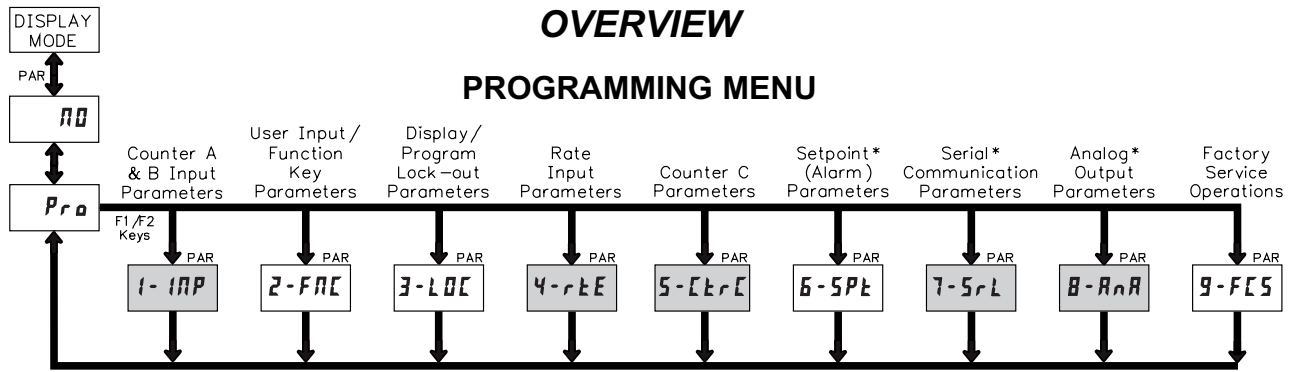 DISPLAY
MODE
OVERVIEW
PAR
PROGRAMMING MENU
NO
Counter A
& B Input
Parameters
User Input/
Function
Key
Parameters
Display/
Program
Lock-out
Parameters
Rate
Input
Parameters
Counter C
Parameters
Setpoint*
(Alarm)
Parameters
Serial*
Communication
Parameters
Analog*
Output
Parameters
Factory
Service
Operations
Pro
F1/F2
Keys
PAR
PAR
PAR
PAR
PAR
PAR
PAR
PAR
PAR
1-INP
2-FNC
3-LOC
4-rtE
5-CtrC
6-SPt
7-SrL
8-AnA
9-FCS